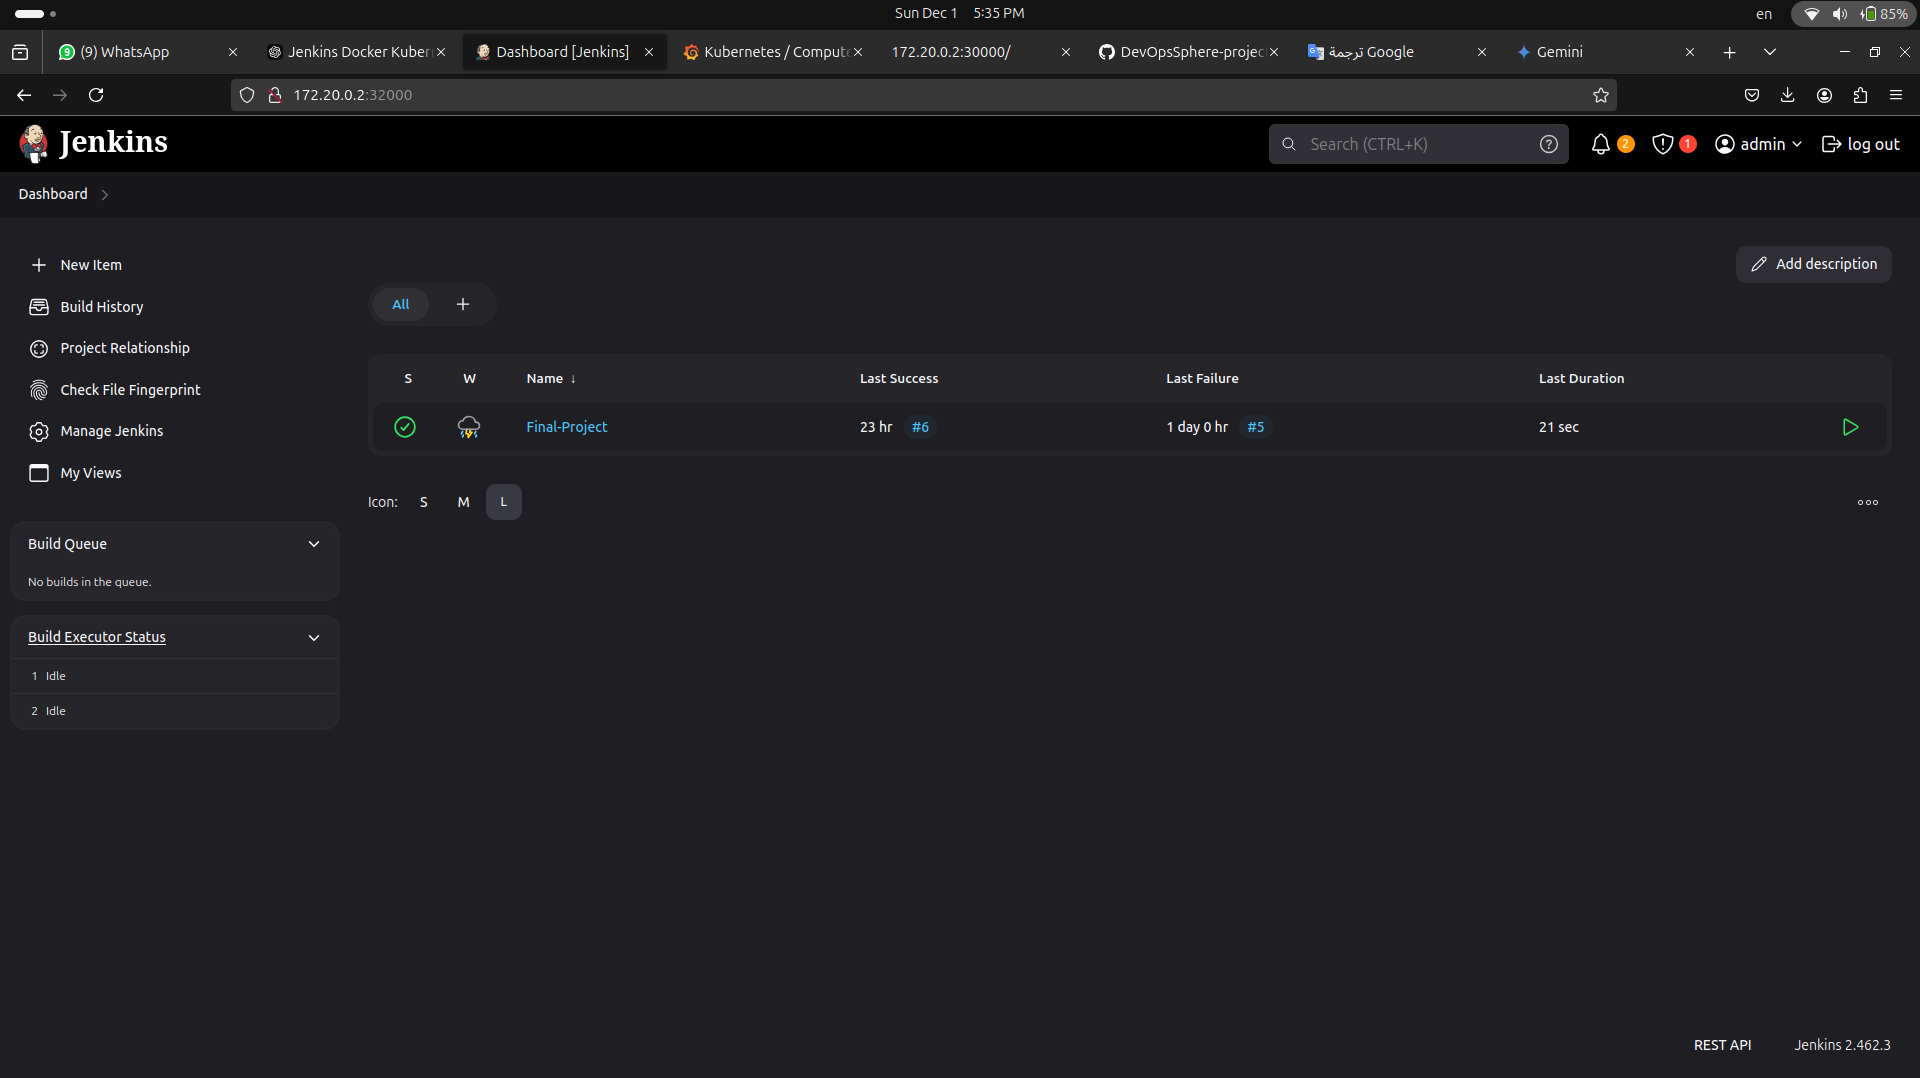 Sun Dec 1 5:35 PM
en
85%
(9) WhatsApp
Jenkins Docker Kuber
Dashboard [Jenkins]
Kubernetes / Compute
172.20.0.2:30000/
DevOpsSphere-projec
ترجمة Google
Gemini
172.20.0.2:32000
Jenkins
Search (CTRL+K)
2
1
admin
log out
Dashboard
New Item
Build History
Project Relationship
Check File Fingerprint
Manage Jenkins
My Views
Add description
All
S W Name ↓ Last Success Last Failure Last Duration
Final-Project 23 hr #6 1 day 0 hr #5 21 sec
Icon: S M L
Build Queue
No builds in the queue.
Build Executor Status
1 Idle
2 Idle
REST API
Jenkins 2.462.3